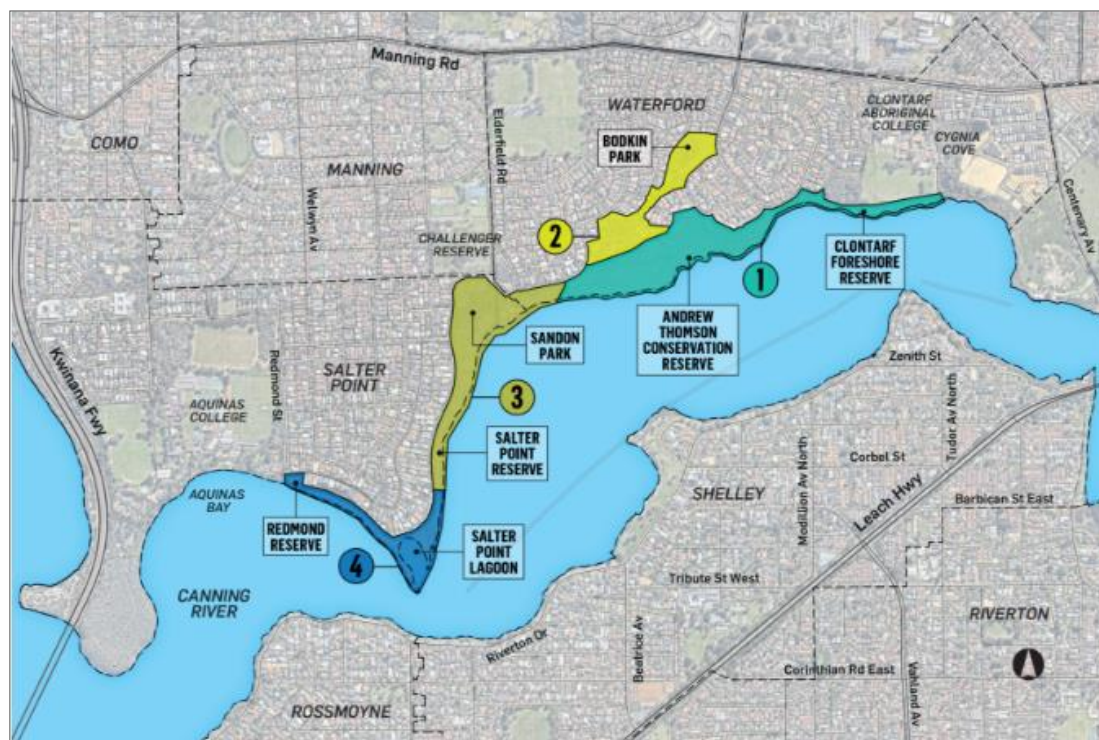 Manning Rd
WATERFORD
CLONTARF
ABORIGINAL
COLLEGE
CYGNIA
COVE
COMO
BODKIN
PARK
Elderfield Rd
MANNING
Welwyn Av
Centenary Av
CHALLENGER
RESERVE
2
1
CLONTARF
FORESHORE
RESERVE
SANDON
PARK
ANDREW
THOMSON
CONSERVATION
RESERVE
Kwinana Fwy
Redmond St
SALTER
POINT
Zenith St
AQUINAS
COLLEGE
3
Tudor Av North
SALTER
POINT
RESERVE
Corbel St
AQUINAS
BAY
SHELLEY
Modillion Av North
Leach Hwy
Barbican St East
REDMOND
RESERVE
SALTER
POINT
LAGOON
4
CANNING
RIVER
Tribute St West
RIVERTON
Riverton Dr
Beatrice Av
Corinthian Rd East
Vahland Av
ROSSMOYNE